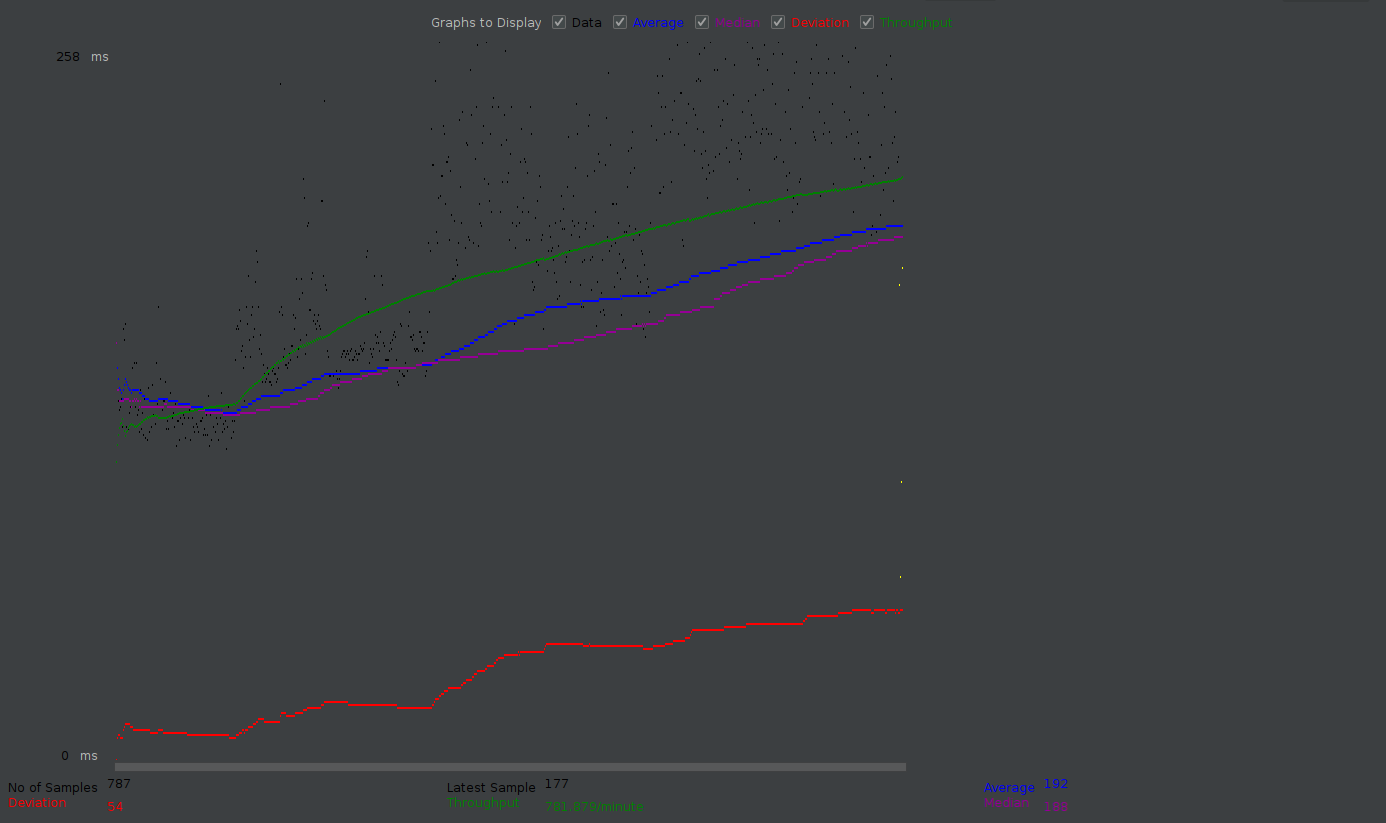 Graphs to Display Data Average Median Deviation Throughput
258 ms
0 ms
No of Samples 787 Latest Sample 177 Average 192
Deviation 54 Throughput 781.879/minute Median 188